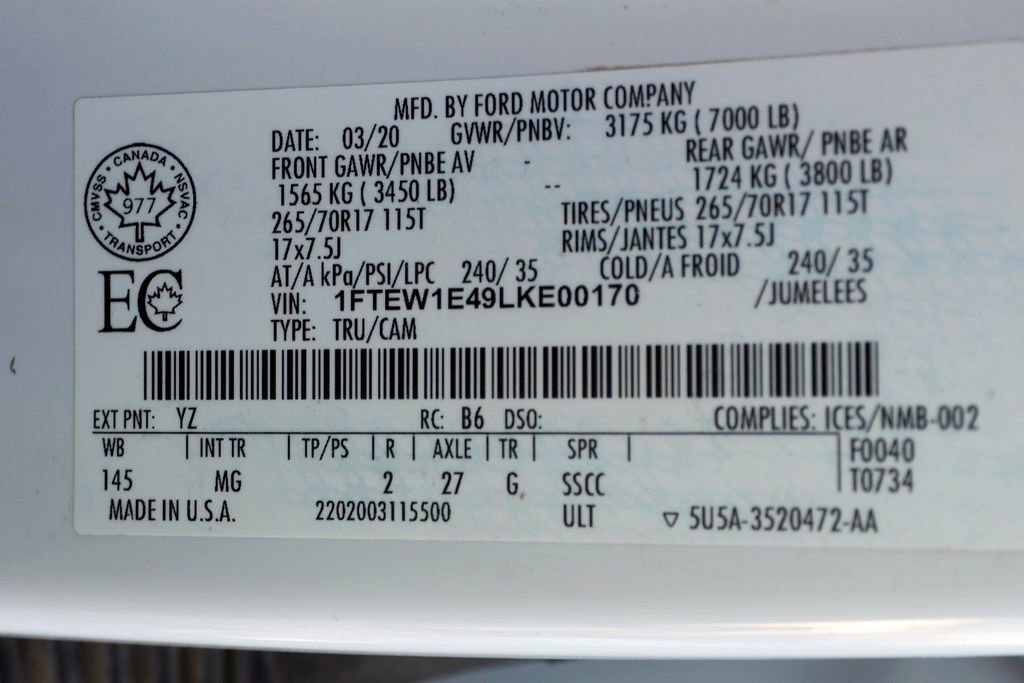 MFD. BY FORD MOTOR COMPANY
DATE: 03/20 GVWR/PNBV: 3175 KG ( 7000 LB)
FRONT GAWR/PNBE AV - REAR GAWR/ PNBE AR
1565 KG ( 3450 LB) -- 1724 KG ( 3800 LB)
265/70R17 115T TIRES/PNEUS 265/70R17 115T
17x7.5J RIMS/JANTES 17x7.5J
AT/A kPa/PSI/LPC 240/ 35 COLD/A FROID 240/ 35
VIN: 1FTEW1E49LKE00170 /JUMELEES
TYPE: TRU/CAM
CANADA
CMVSS 977 NSVAC
TRANSPORT
EC
EXT PNT: YZ RC: B6 DSO: COMPLIES: ICES/NMB-002
WB | INT TR | TP/PS | R | AXLE | TR | SPR | F0040
145 MG 2 27 G SSCC T0734
MADE IN U.S.A. 2202003115500 ULT ▽ 5U5A-3520472-AA